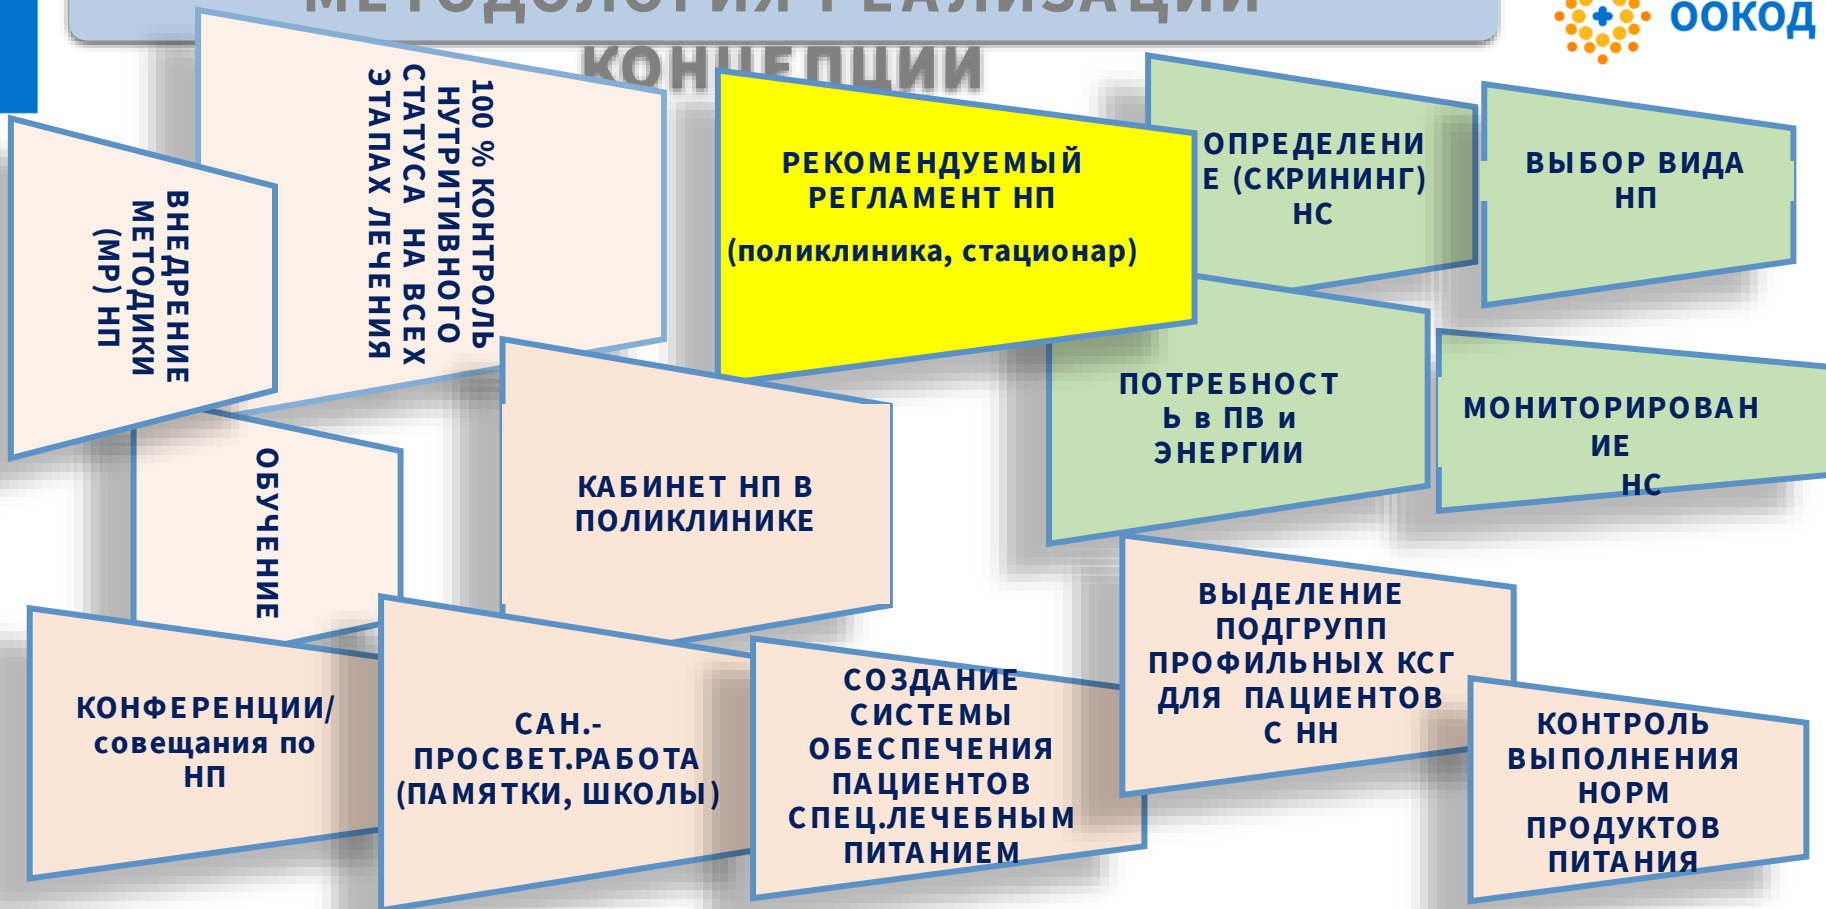 МЕТОДОЛОГИЯ РЕАЛИЗАЦИИ
КОНЦЕПЦИИ
ООКОД
ВНЕДРЕНИЕ
МЕТОДИКИ
(МР) НП
100 % КОНТРОЛЬ
НУТРИТИВНОГО
СТАТУСА НА ВСЕХ
ЭТАПАХ ЛЕЧЕНИЯ
РЕКОМЕНДУЕМЫЙ
РЕГЛАМЕНТ НП
(поликлиника, стационар)
ОПРЕДЕЛЕНИ
Е (СКРИНИНГ)
НС
ВЫБОР ВИДА
НП
ПОТРЕБНОСТ
Ь в ПВ и
ЭНЕРГИИ
МОНИТОРИРОВАН
ИЕ
НС
ОБУЧЕНИЕ
КАБИНЕТ НП В
ПОЛИКЛИНИКЕ
КОНФЕРЕНЦИИ/
совещания по
НП
САН.-
ПРОСВЕТ.РАБОТА
(ПАМЯТКИ, ШКОЛЫ)
СОЗДАНИЕ
СИСТЕМЫ
ОБЕСПЕЧЕНИЯ
ПАЦИЕНТОВ
СПЕЦ.ЛЕЧЕБНЫМ
ПИТАНИЕМ
ВЫДЕЛЕНИЕ
ПОДГРУПП
ПРОФИЛЬНЫХ КСГ
ДЛЯ ПАЦИЕНТОВ
С НН
КОНТРОЛЬ
ВЫПОЛНЕНИЯ
НОРМ
ПРОДУКТОВ
ПИТАНИЯ